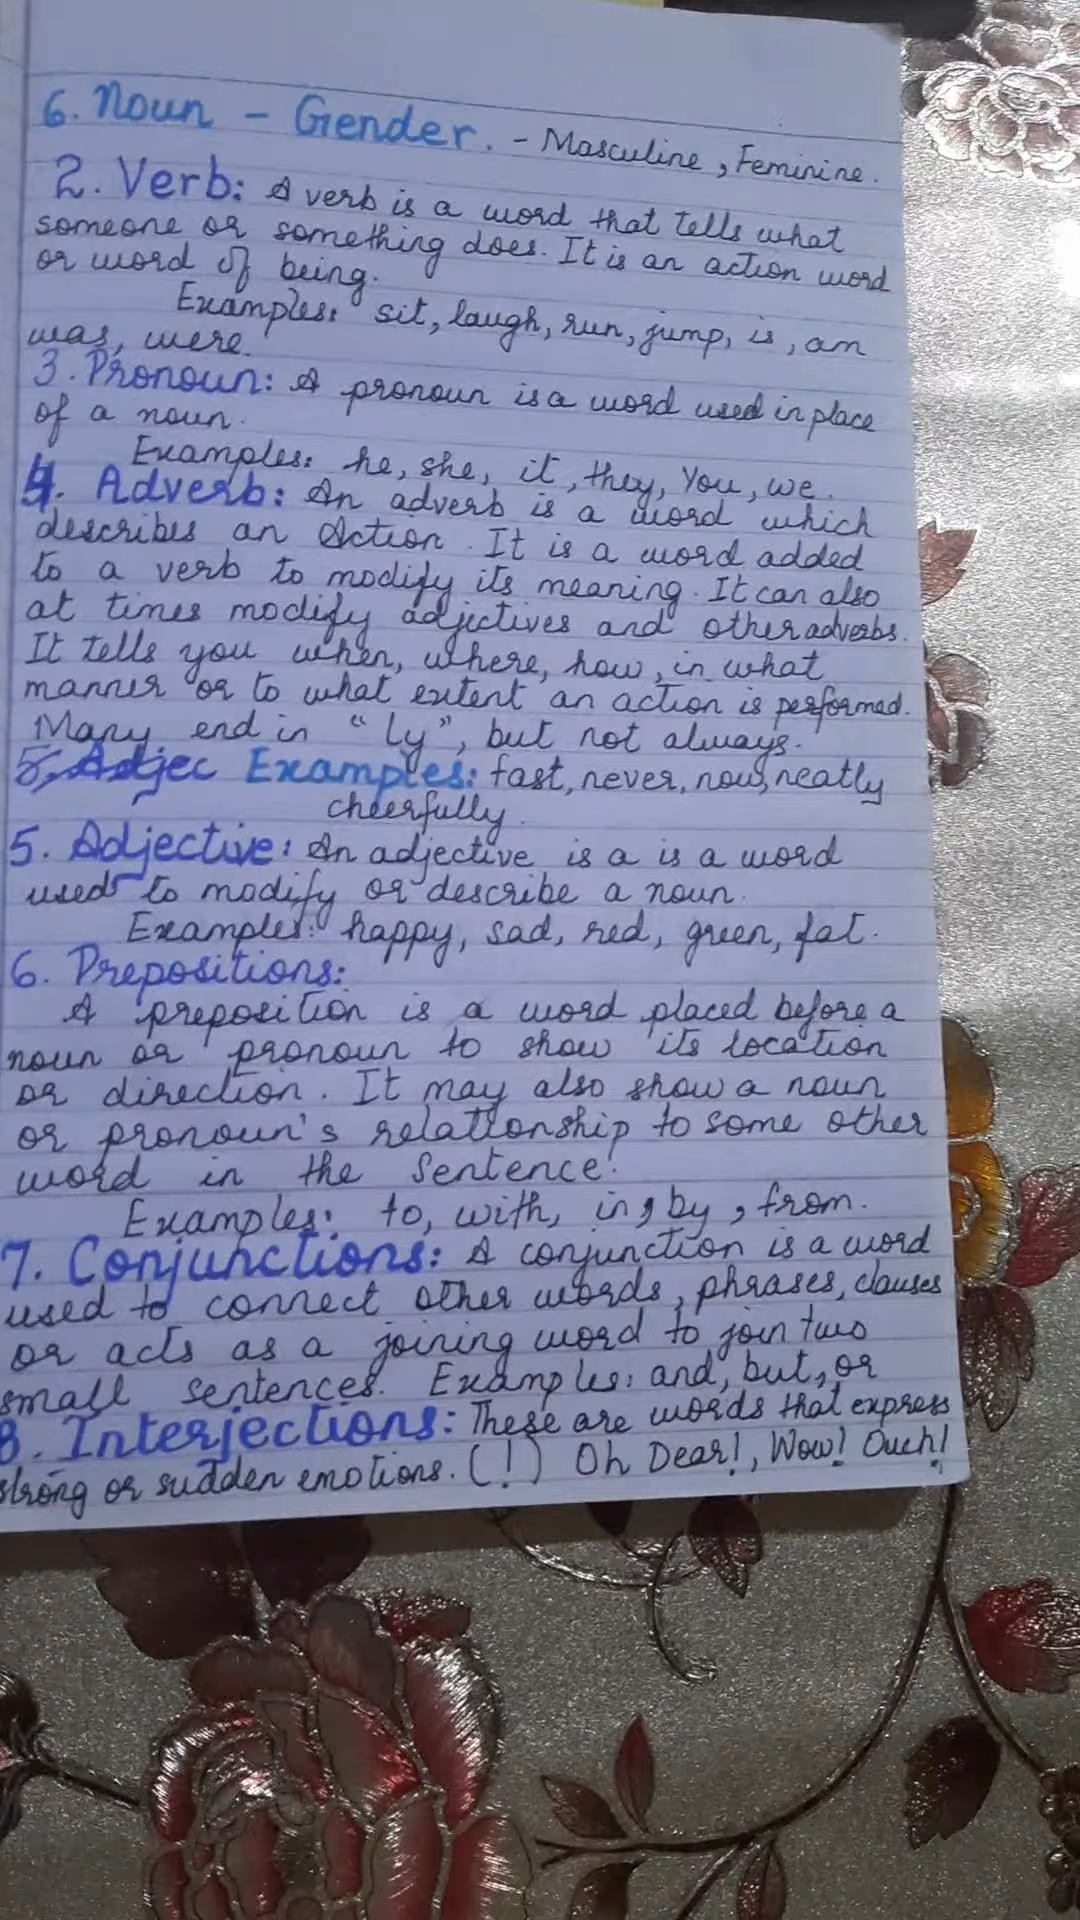 6. Noun - Gender. - Masculine, Feminine.
2. Verb: A verb is a word that tells what
someone or something does. It is an action word
or word of being.
Examples: sit, laugh, run, jump, is, am
was, were.
3. Pronoun: A pronoun is a word used in place
of a noun.
Examples: he, she, it, they, You, we.
4. Adverb: An adverb is a word which
describes an Action. It is a word added
to a verb to modify its meaning. It can also
at times modify adjectives and other adverbs.
It tells you when, where, how, in what
manner or to what extent an action is performed.
Many end in "ly", but not always.
5. Adjec Examples: fast, never, now, neatly
cheerfully.
5. Adjective: An adjective is a is a word
used to modify or describe a noun.
Examples: happy, sad, red, green, fat.
6. Prepositions:
A preposition is a word placed before a
noun or pronoun to show its location
or direction. It may also show a noun
or pronoun's relationship to some other
word in the Sentence.
Examples: to, with, in, by, from.
7. Conjunctions: A conjunction is a word
used to connect other words, phrases, clauses
or acts as a joining word to join two
small sentences. Examples: and, but, or
8. Interjections: These are words that express
strong or sudden emotions. (!) Oh Dear!, Wow! Ouch!